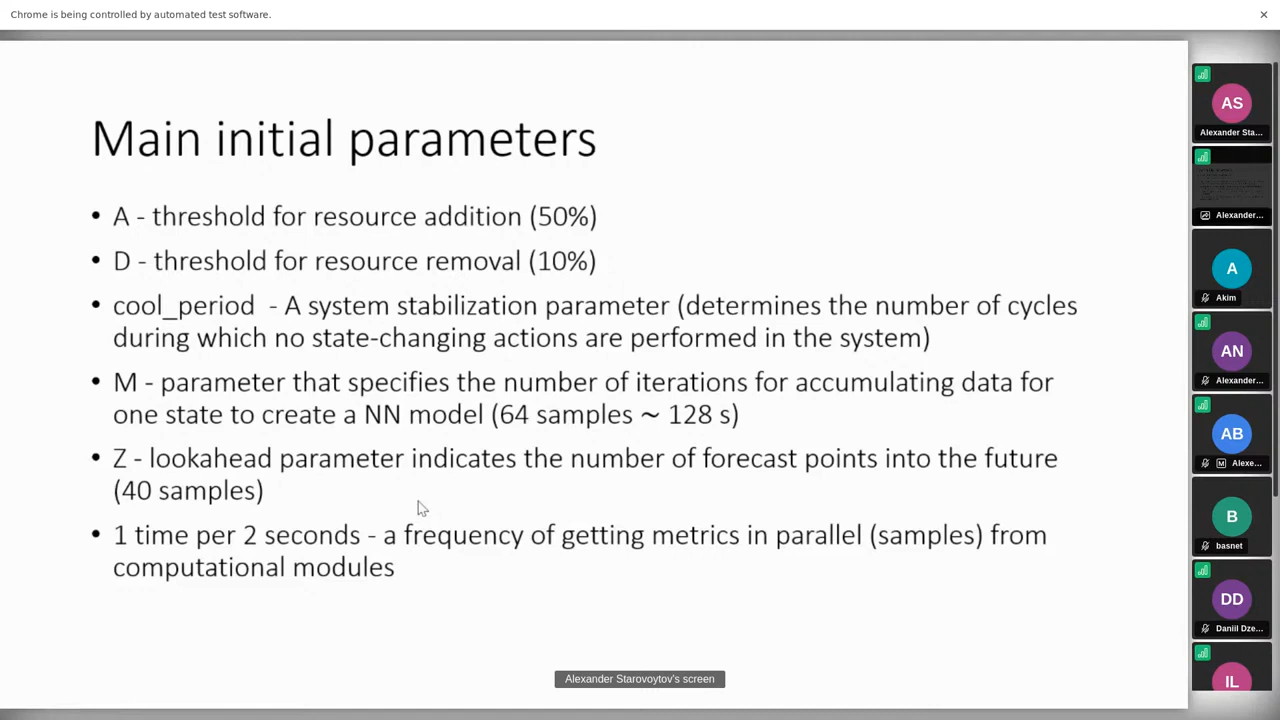 Chrome is being controlled by automated test software.
Main initial parameters
• A - threshold for resource addition (50%)
• D - threshold for resource removal (10%)
• cool_period - A system stabilization parameter (determines the number of cycles
during which no state-changing actions are performed in the system)
• M - parameter that specifies the number of iterations for accumulating data for
one state to create a NN model (64 samples ~ 128 s)
• Z - lookahead parameter indicates the number of forecast points into the future
(40 samples)
• 1 time per 2 seconds - a frequency of getting metrics in parallel (samples) from
computational modules
Alexander Starovoytov's screen
AS
Alexander Sta...
Alexander...
A
Akim
AN
Alexander...
AB
M Alexe...
B
basnet
DD
Daniil Dze...
IL